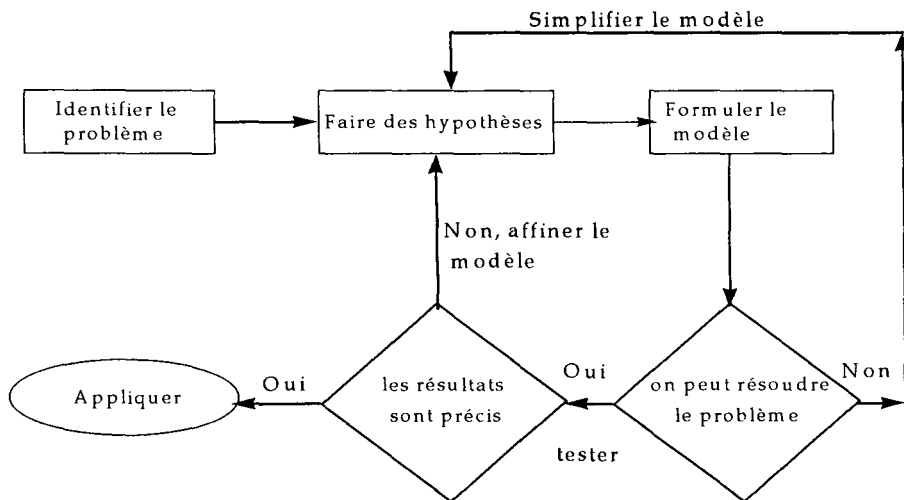 Simplifier le modèle
Identifier le
problème
Faire des hypothèses
Formuler le
modèle
Non, affiner le
modèle
Appliquer
Oui
les résultats
sont précis
Oui
tester
on peut résoudre
le problème
Non